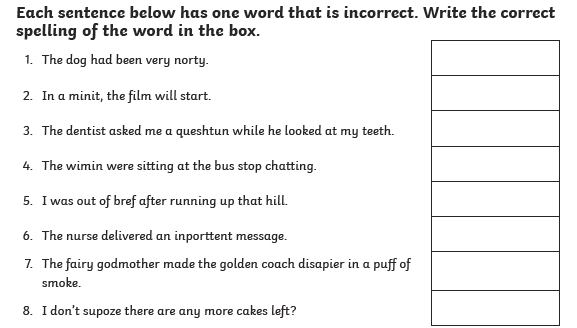 Each sentence below has one word that is incorrect. Write the correct
spelling of the word in the box.
1. The dog had been very norty.
2. In a minit, the film will start.
3. The dentist asked me a queshtun while he looked at my teeth.
4. The wimin were sitting at the bus stop chatting.
5. I was out of bref after running up that hill.
6. The nurse delivered an inporttent message.
7. The fairy godmother made the golden coach disapier in a puff of
smoke.
8. I don't supoze there are any more cakes left?